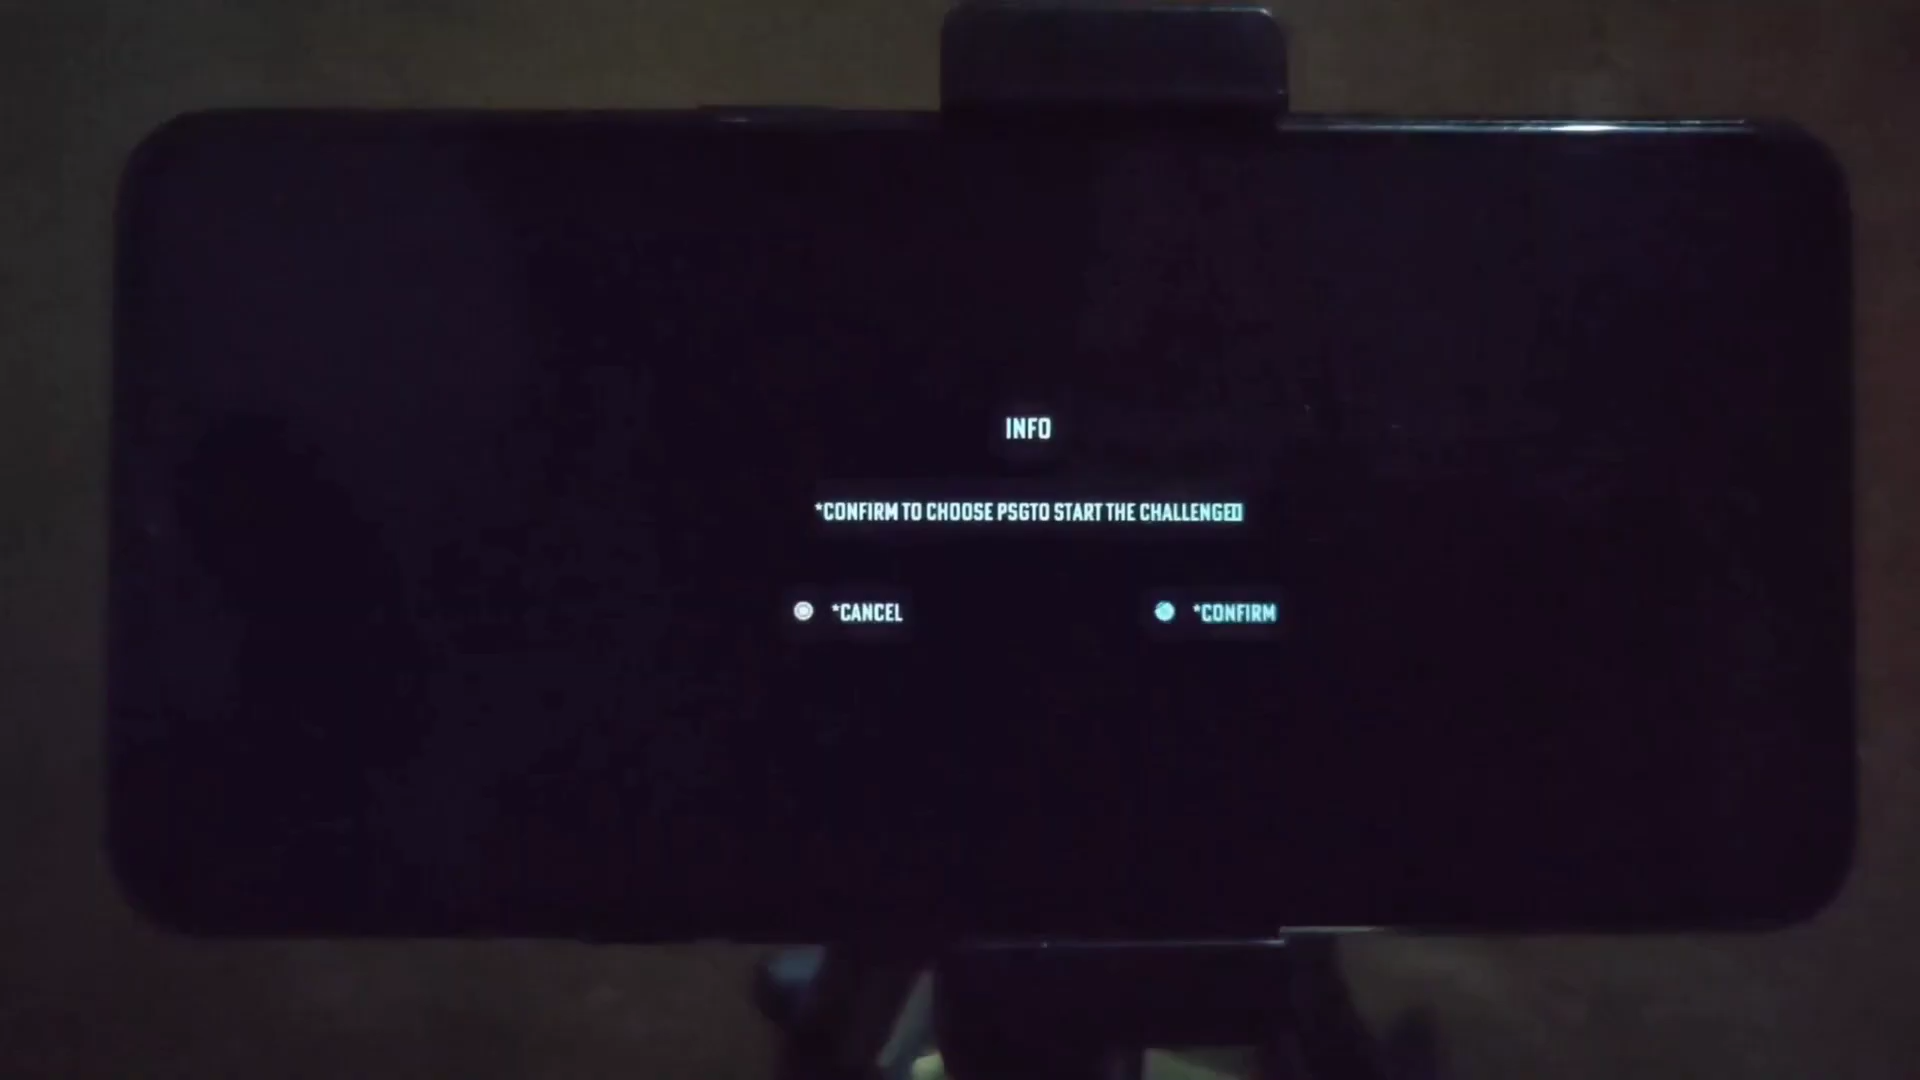 INFO
*CONFIRM TO CHOOSE PSGTO START THE CHALLENGE
*CANCEL
*CONFIRM